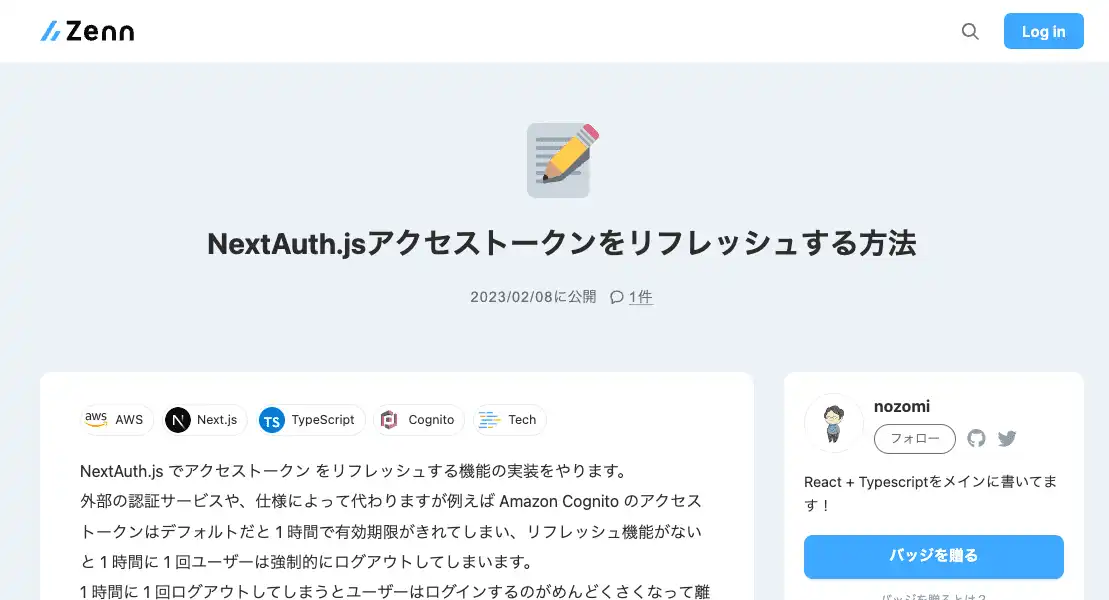 Zenn
Log in
NextAuth.jsアクセストークンをリフレッシュする方法
2023/02/08に公開 1件
aws AWS N Next.js TS TypeScript Cognito Tech
NextAuth.js でアクセストークン をリフレッシュする機能の実装をやります。
外部の認証サービスや、仕様によって代わりますが例えば Amazon Cognito のアクセス
トークンはデフォルトだと 1 時間で有効期限がきれてしまい、リフレッシュ機能がない
と 1 時間に 1 回ユーザーは強制的にログアウトしてしまいます。
1 時間に 1 回ログアウトしてしまうとユーザーはログインするのがめんどくさくなって離
nozomi
フォロー
React + Typescriptをメインに書いてま
す！
バッジを贈る
バッジを贈るとは？